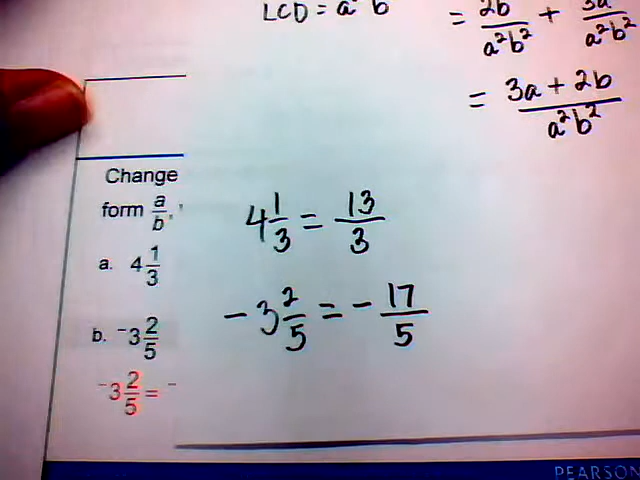 LCD = a²b²
= 2b/a²b² + 3a/a²b²
= 3a + 2b/a²b²
Change
form a/b,
a. 4 1/3
4 1/3 = 13/3
b. ⁻3 2/5
- 3 2/5 = - 17/5
⁻3 2/5 = ⁻
PEARSON